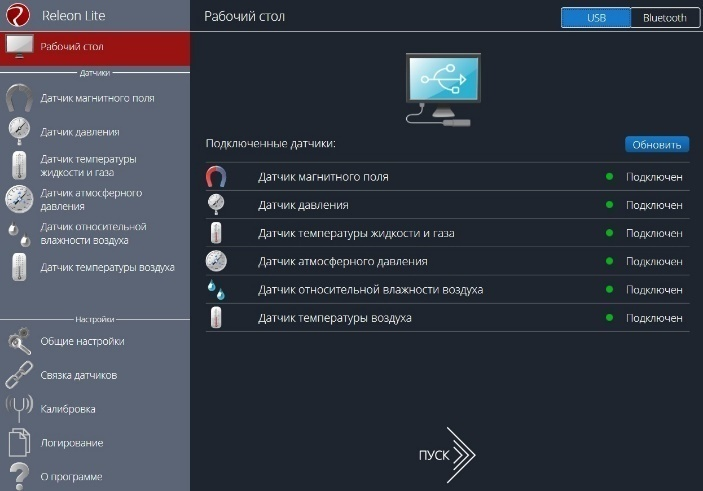 Releon Lite
Рабочий стол
Датчики
Датчик магнитного поля
Датчик давления
Датчик температуры
жидкости и газа
Датчик атмосферного
давления
Датчик относительной
влажности воздуха
Датчик температуры воздуха
Настройки
Общие настройки
Связка датчиков
Калибровка
Логирование
О программе
Рабочий стол
USB
Bluetooth
Подключенные датчики:
Обновить
Датчик магнитного поля Подключен
Датчик давления Подключен
Датчик температуры жидкости и газа Подключен
Датчик атмосферного давления Подключен
Датчик относительной влажности воздуха Подключен
Датчик температуры воздуха Подключен
ПУСК